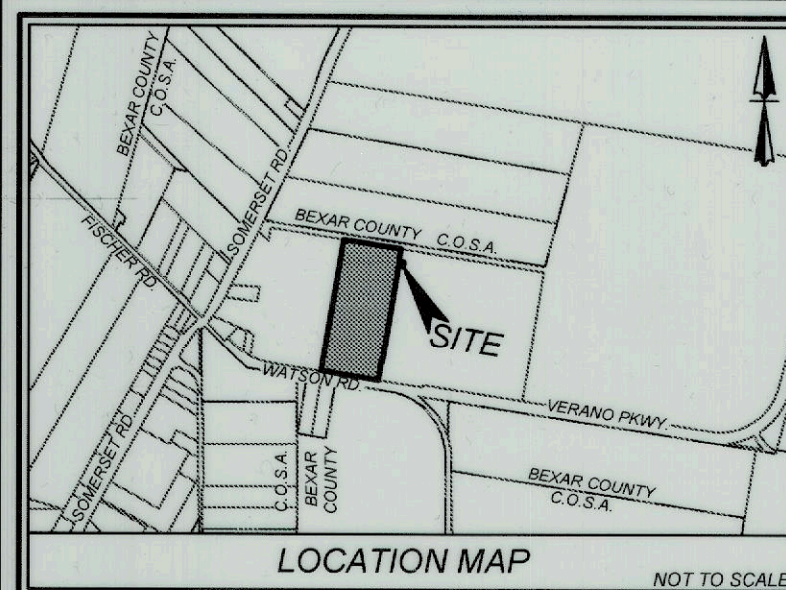 BEXAR COUNTY
C.O.S.A.
SOMERSET RD.
FISCHER RD.
BEXAR COUNTY C.O.S.A.
SITE
WATSON RD.
VERANO PKWY.
SOMERSET RD.
C.O.S.A.
BEXAR
COUNTY
BEXAR COUNTY
C.O.S.A.
LOCATION MAP
NOT TO SCALE